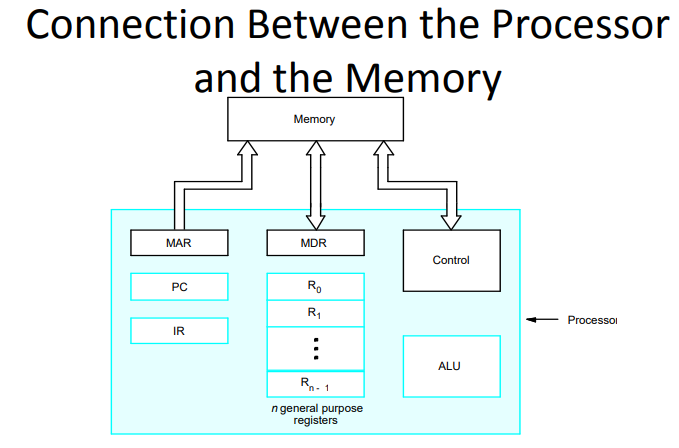 Connection Between the Processor
and the Memory
Memory
MAR
MDR
Control
PC
R0
R1
IR
Processor
ALU
Rn - 1
n general purpose
registers